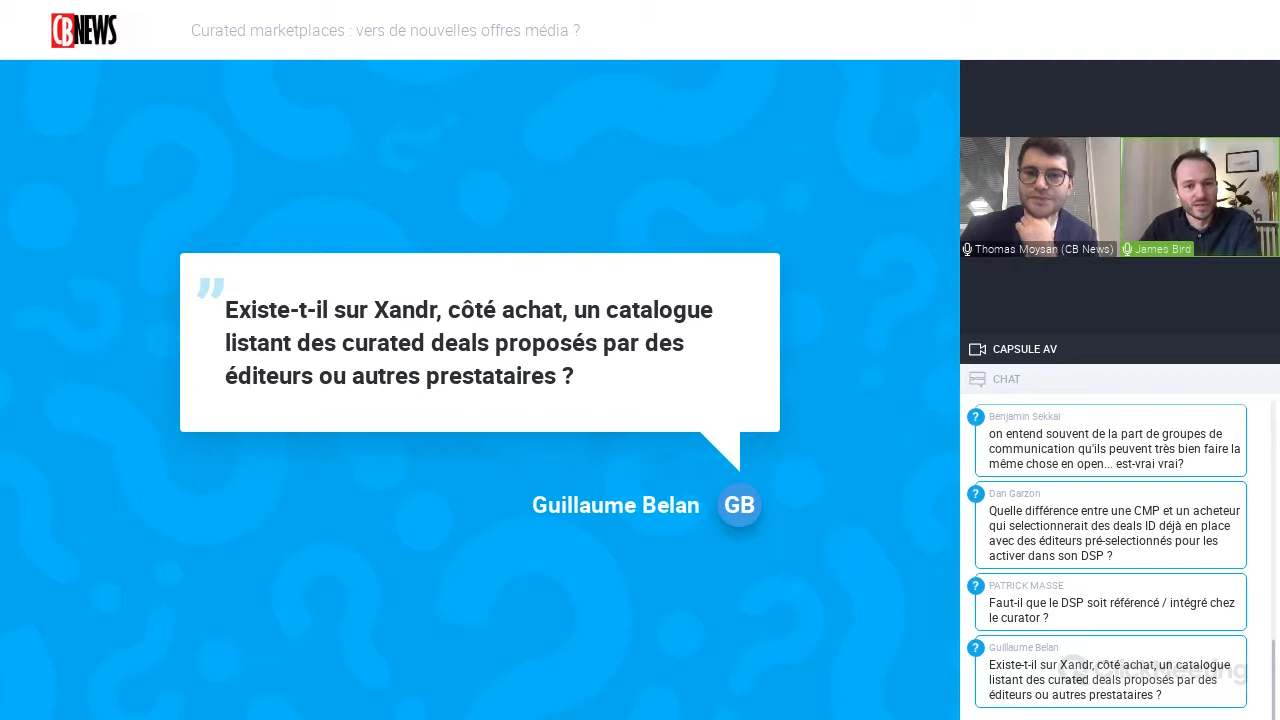 CBNEWS
Curated marketplaces : vers de nouvelles offres média ?
Existe-t-il sur Xandr, côté achat, un catalogue
listant des curated deals proposés par des
éditeurs ou autres prestataires ?
Guillaume Belan
GB
Thomas Moysan (CB News)
James Bird
CAPSULE AV
CHAT
?
Benjamin Sekkai
on entend souvent de la part de groupes de
communication qu'ils peuvent très bien faire la
même chose en open... est-vrai vrai?
?
Dan Garzon
Quelle différence entre une CMP et un acheteur
qui selectionnerait des deals ID déjà en place
avec des éditeurs pré-selectionnés pour les
activer dans son DSP ?
?
PATRICK MASSE
Faut-il que le DSP soit référencé / intégré chez
le curator ?
?
Guillaume Belan
Existe-t-il sur Xandr, côté achat, un catalogue
listant des curated deals proposés par des
éditeurs ou autres prestataires ?
ClickMeeting